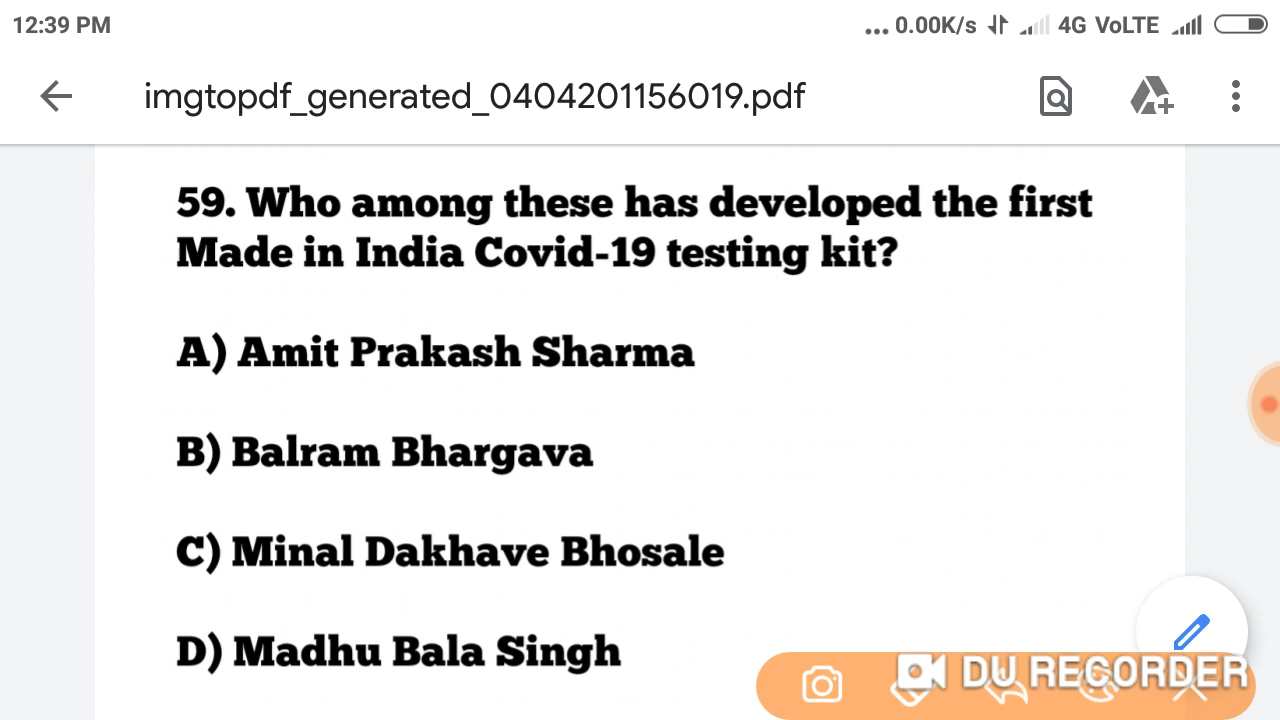 12:39 PM
... 0.00K/s 4G VoLTE
imgtopdf_generated_0404201156019.pdf
59. Who among these has developed the first
Made in India Covid-19 testing kit?
A) Amit Prakash Sharma
B) Balram Bhargava
C) Minal Dakhave Bhosale
D) Madhu Bala Singh
DU RECORDER